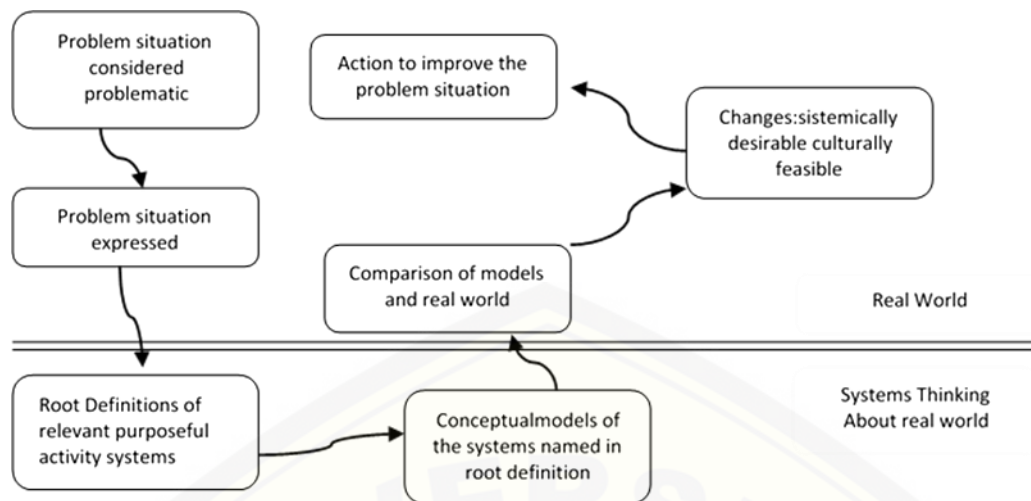 Problem situation
considered
problematic
Action to improve the
problem situation
Changes:sistemically
desirable culturally
feasible
Problem situation
expressed
Comparison of models
and real world
Real World
Root Definitions of
relevant purposeful
activity systems
Conceptualmodels of
the systems named in
root definition
Systems Thinking
About real world